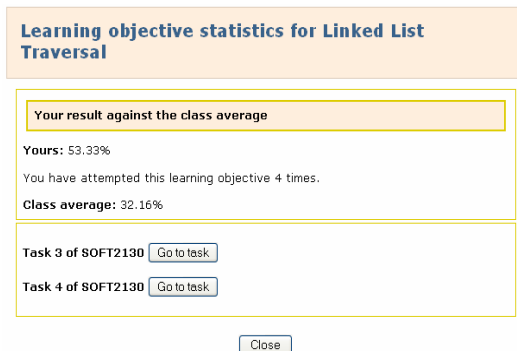 Learning objective statistics for Linked List
Traversal
Your result against the class average
Yours: 53.33%
You have attempted this learning objective 4 times.
Class average: 32.16%
Task 3 of SOFT2130 Go to task
Task 4 of SOFT2130 Go to task
Close